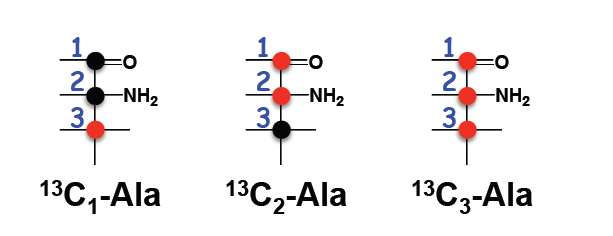 1 O 1 O 1 O
2 NH₂ 2 NH₂ 2 NH₂
3 3 3
¹³C₁-Ala ¹³C₂-Ala ¹³C₃-Ala